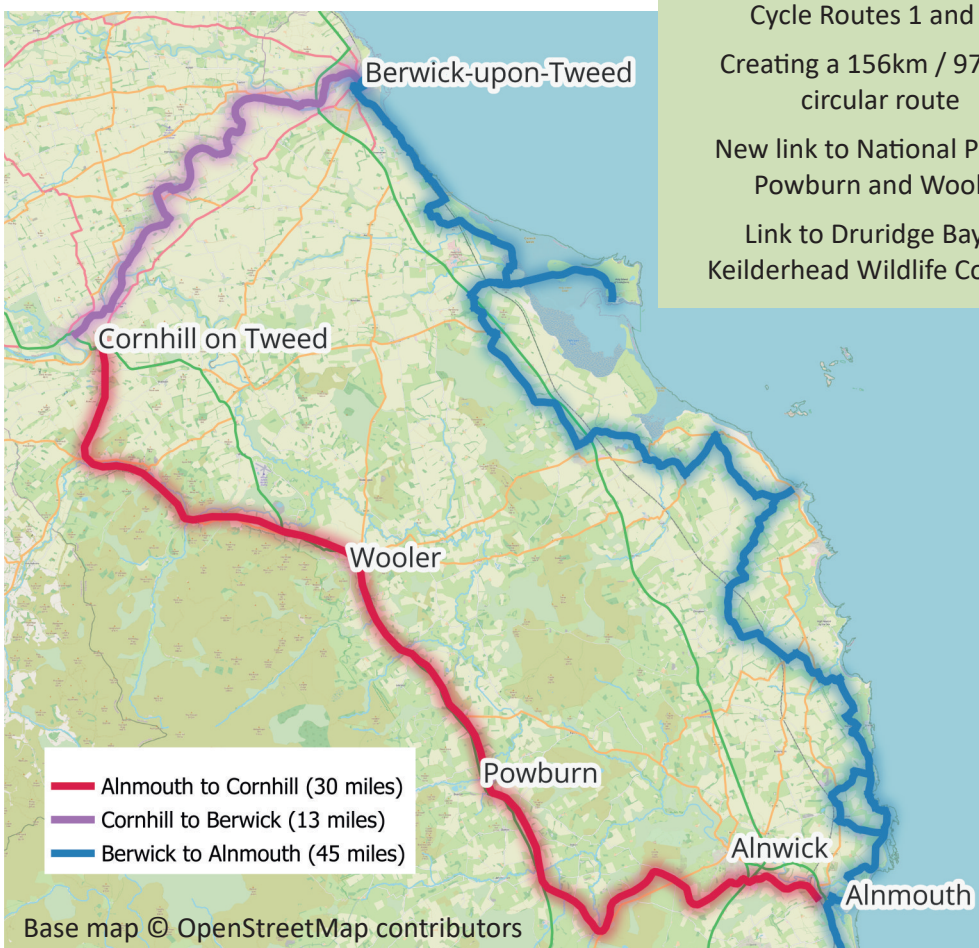 Cycle Routes 1 and
Creating a 156km / 97
circular route
New link to National P
Powburn and Wool
Link to Druridge Bay
Keilderhead Wildlife Co
Berwick-upon-Tweed
Cornhill on Tweed
Wooler
Powburn
Alnwick
Alnmouth
Alnmouth to Cornhill (30 miles)
Cornhill to Berwick (13 miles)
Berwick to Alnmouth (45 miles)
Base map © OpenStreetMap contributors